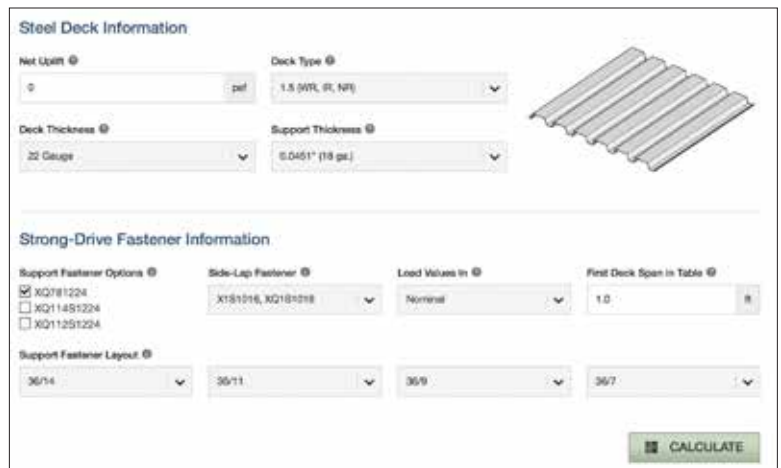 Steel Deck Information
Net Uplift
Deck Type
0 psf
1.5 (WR, IR, NR)
Deck Thickness
Support Thickness
22 Gauge
0.0451" (18 ga.)
Strong-Drive Fastener Information
Support Fastener Options
Side-Lap Fastener
Load Values In
First Deck Span in Table
XQ781224
XQ114S1224
XQ112S1224
X1S1016, XQ1S1016
Nominal
1.0 ft
Support Fastener Layout
36/14
36/11
36/9
36/7
CALCULATE